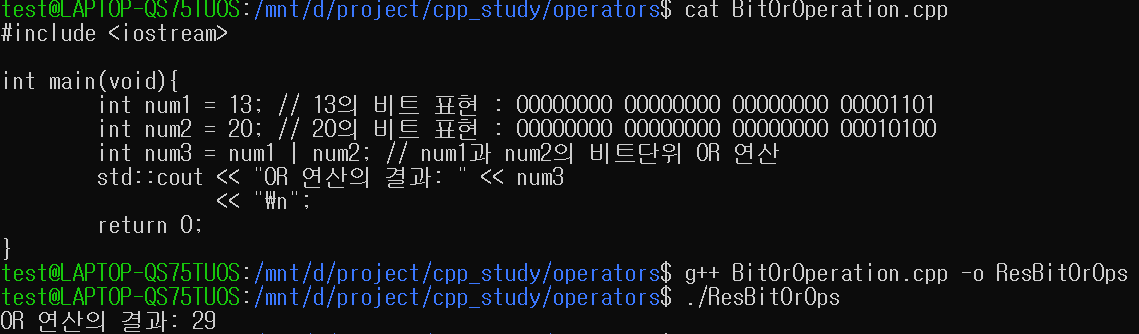 test@LAPTOP-QS75TUOS:/mnt/d/project/cpp_study/operators$ cat BitOrOperation.cpp
#include <iostream>
int main(void){
int num1 = 13; // 13의 비트 표현 : 00000000 00000000 00000000 00001101
int num2 = 20; // 20의 비트 표현 : 00000000 00000000 00000000 00010100
int num3 = num1 | num2; // num1과 num2의 비트단위 OR 연산
std::cout << "OR 연산의 결과: " << num3
<< "₩n";
return 0;
}
test@LAPTOP-QS75TUOS:/mnt/d/project/cpp_study/operators$ g++ BitOrOperation.cpp -o ResBitOrOps
test@LAPTOP-QS75TUOS:/mnt/d/project/cpp_study/operators$ ./ResBitOrOps
OR 연산의 결과: 29